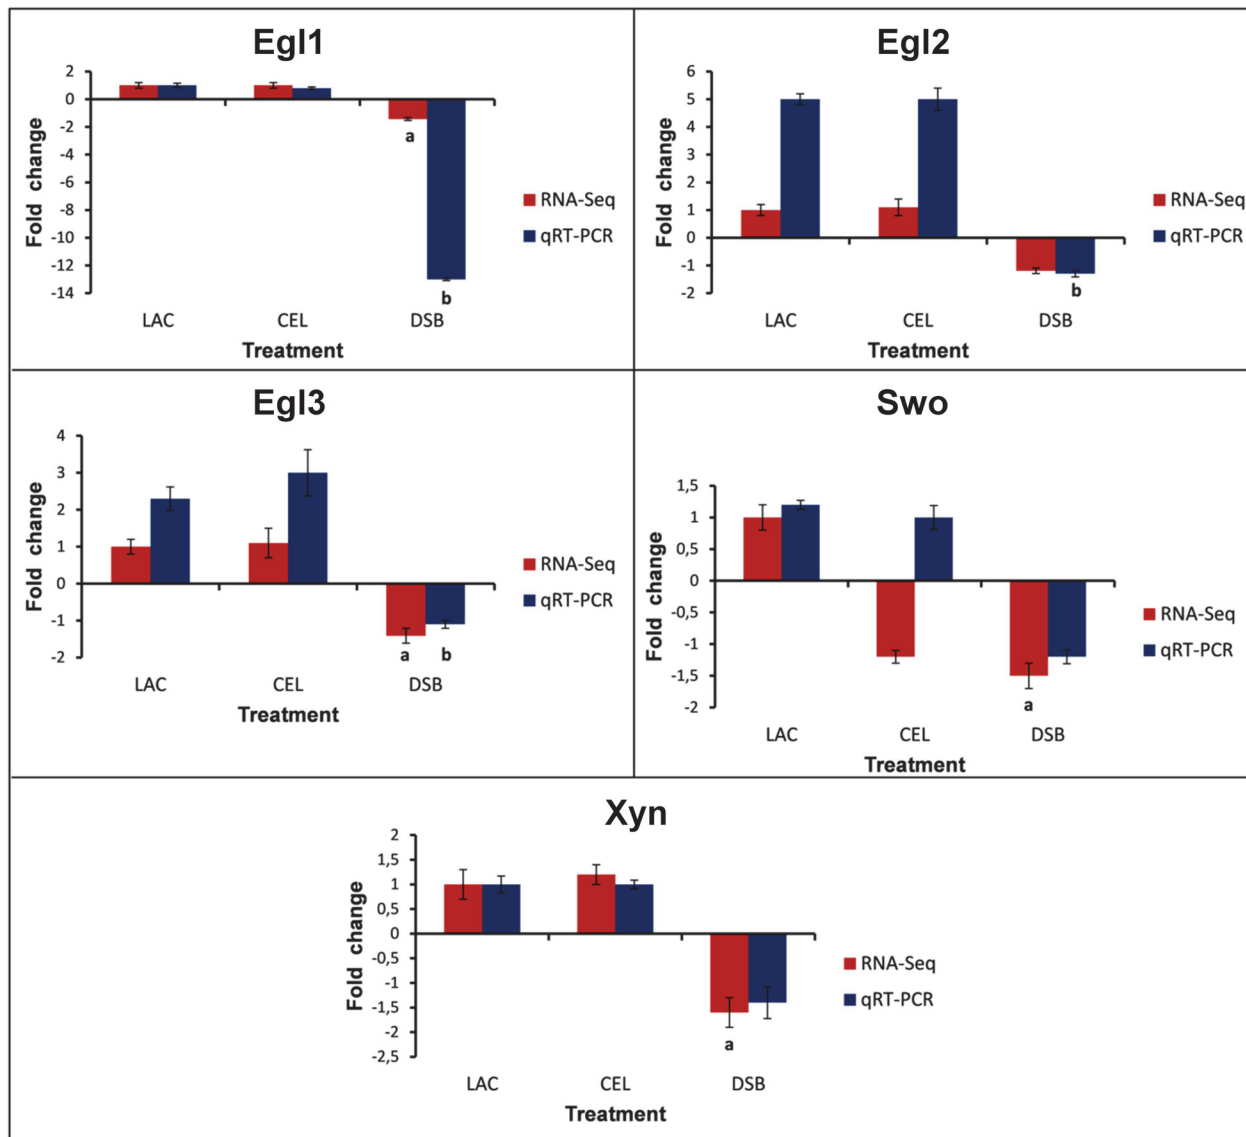 Egl1
2
0
-2
-4
-6
-8
-10
-12
-14
Fold change
a
b
LAC CEL DSB
Treatment
RNA-Seq
qRT-PCR
Egl2
6
5
4
3
2
1
0
-1
-2
Fold change
b
LAC CEL DSB
Treatment
RNA-Seq
qRT-PCR
Egl3
4
3
2
1
0
-1
-2
Fold change
a b
LAC CEL DSB
Treatment
RNA-Seq
qRT-PCR
Swo
1,5
1
0,5
0
-0,5
-1
-1,5
-2
Fold change
a
LAC CEL DSB
Treatment
RNA-Seq
qRT-PCR
Xyn
2
1,5
1
0,5
0
-0,5
-1
-1,5
-2
-2,5
Fold change
a
LAC CEL DSB
Treatment
RNA-Seq
qRT-PCR